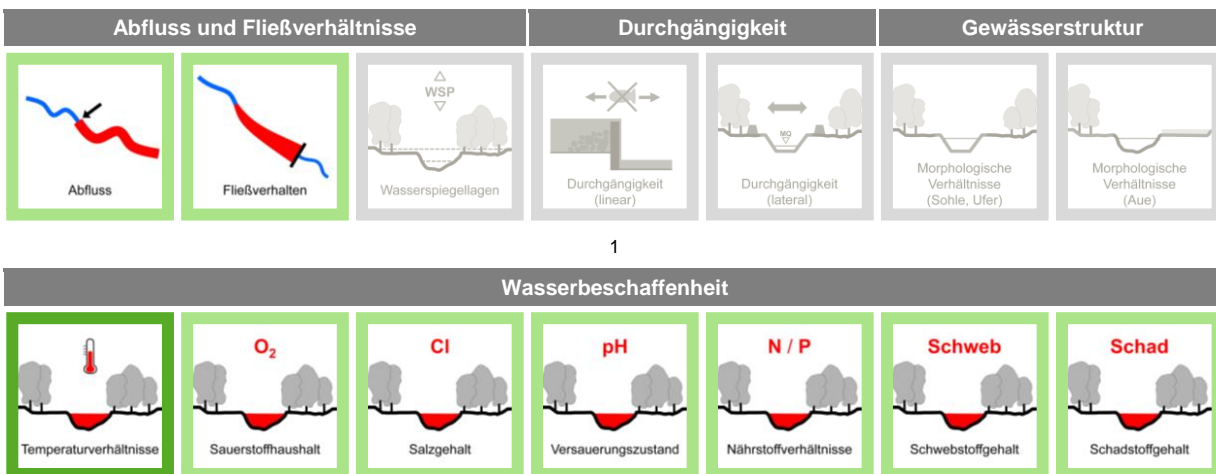 Abfluss und Fließverhältnisse Durchgängigkeit Gewässerstruktur
WSP
MQ
Abfluss
Fließverhalten
Wasserspiegellagen
Durchgängigkeit
(linear)
Durchgängigkeit
(lateral)
Morphologische
Verhältnisse
(Sohle, Ufer)
Morphologische
Verhältnisse
(Aue)
1
Wasserbeschaffenheit
O₂ Cl pH N / P Schweb Schad
Temperaturverhältnisse Sauerstoffhaushalt Salzgehalt Versauerungszustand Nährstoffverhältnisse Schwebstoffgehalt Schadstoffgehalt